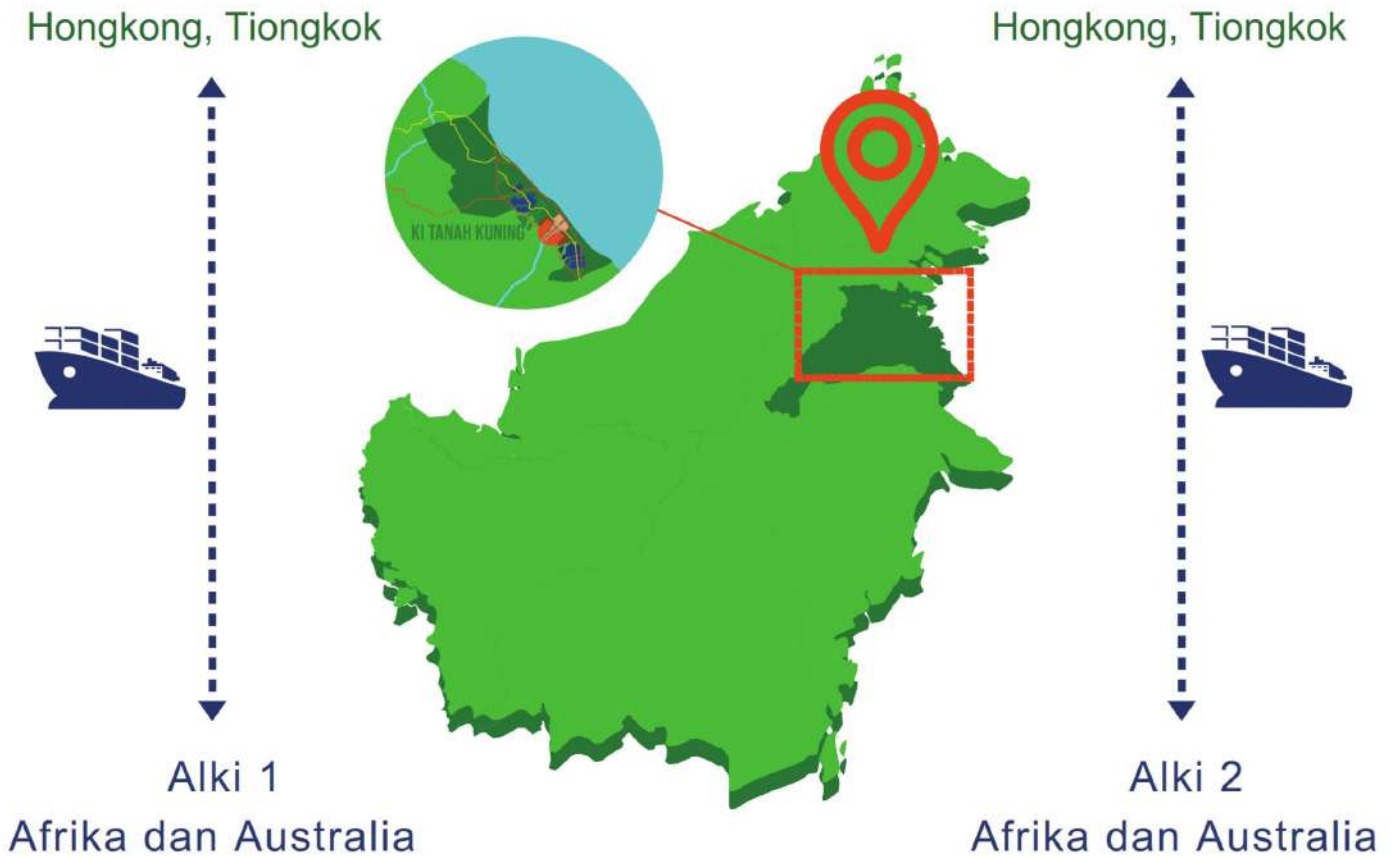 Hongkong, Tiongkok
Hongkong, Tiongkok
KI TANAH KUNING
Alki 1
Afrika dan Australia
Alki 2
Afrika dan Australia